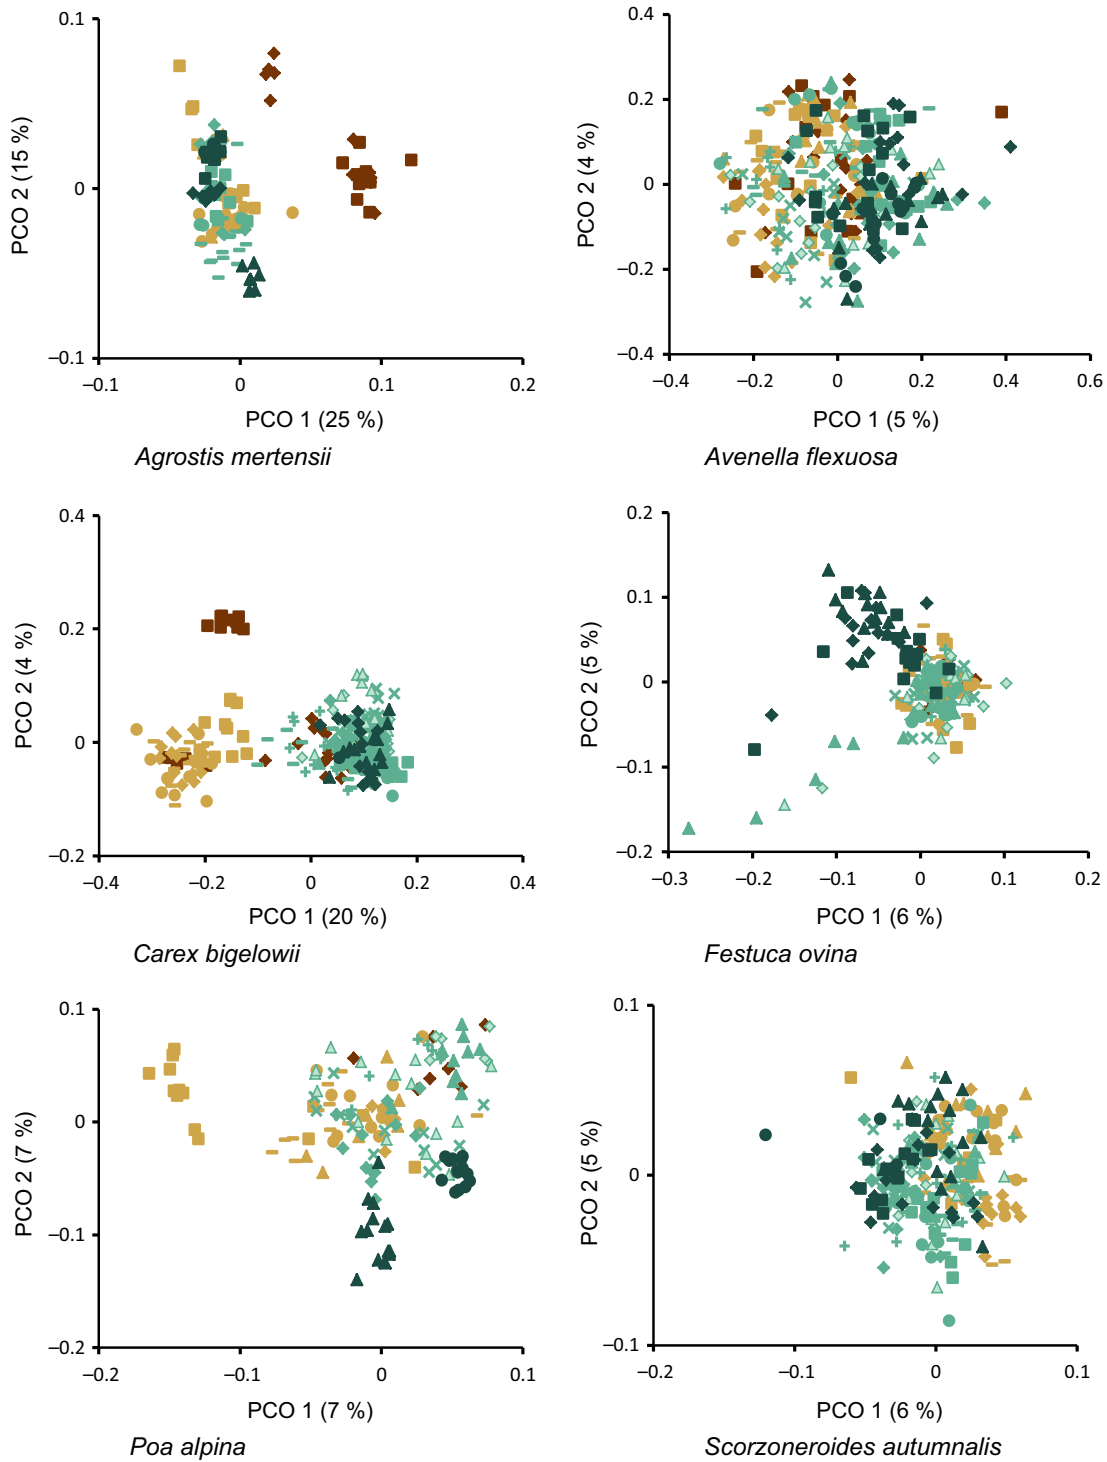 0.1
0
–0.1
–0.1
0
0.1
0.2
PCO 2 (15 %)
PCO 1 (25 %)
Agrostis mertensii
0.4
0.2
0
–0.2
–0.4
–0.4
–0.2
0
0.2
0.4
0.6
PCO 2 (4 %)
PCO 1 (5 %)
Avenella flexuosa
0.4
0.2
0
–0.2
–0.4
–0.2
0
0.2
0.4
PCO 2 (4 %)
PCO 1 (20 %)
Carex bigelowii
0.2
0.1
0
–0.1
–0.2
–0.3
–0.2
–0.1
0
0.1
0.2
PCO 2 (5 %)
PCO 1 (6 %)
Festuca ovina
0.1
0
–0.1
–0.2
–0.2
–0.1
0
0.1
PCO 2 (7 %)
PCO 1 (7 %)
Poa alpina
0.1
0
–0.1
–0.2
–0.1
0
0.1
PCO 2 (5 %)
PCO 1 (6 %)
Scorzoneroides autumnalis